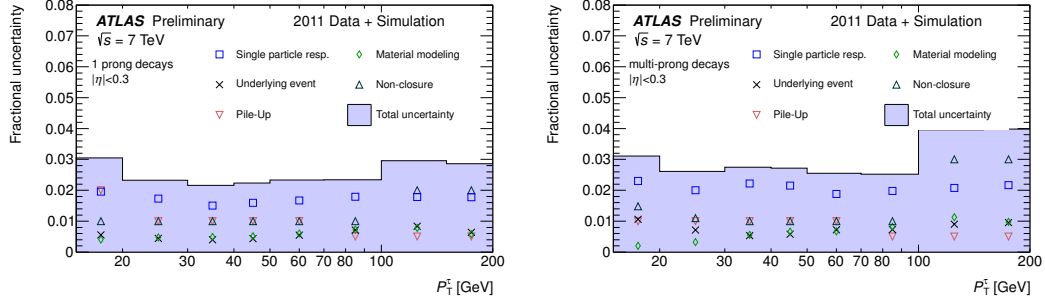 ATLAS Preliminary
2011 Data + Simulation
√s = 7 TeV
1 prong decays
|η|<0.3
Single particle resp.
Material modeling
Underlying event
Non-closure
Pile-Up
Total uncertainty
Fractional uncertainty
0.08
0.07
0.06
0.05
0.04
0.03
0.02
0.01
0
20 30 40 50 60 70 80 100 200
P_T^τ [GeV]
ATLAS Preliminary
2011 Data + Simulation
√s = 7 TeV
multi-prong decays
|η|<0.3
Single particle resp.
Material modeling
Underlying event
Non-closure
Pile-Up
Total uncertainty
Fractional uncertainty
0.08
0.07
0.06
0.05
0.04
0.03
0.02
0.01
0
20 30 40 50 60 70 80 100 200
P_T^τ [GeV]